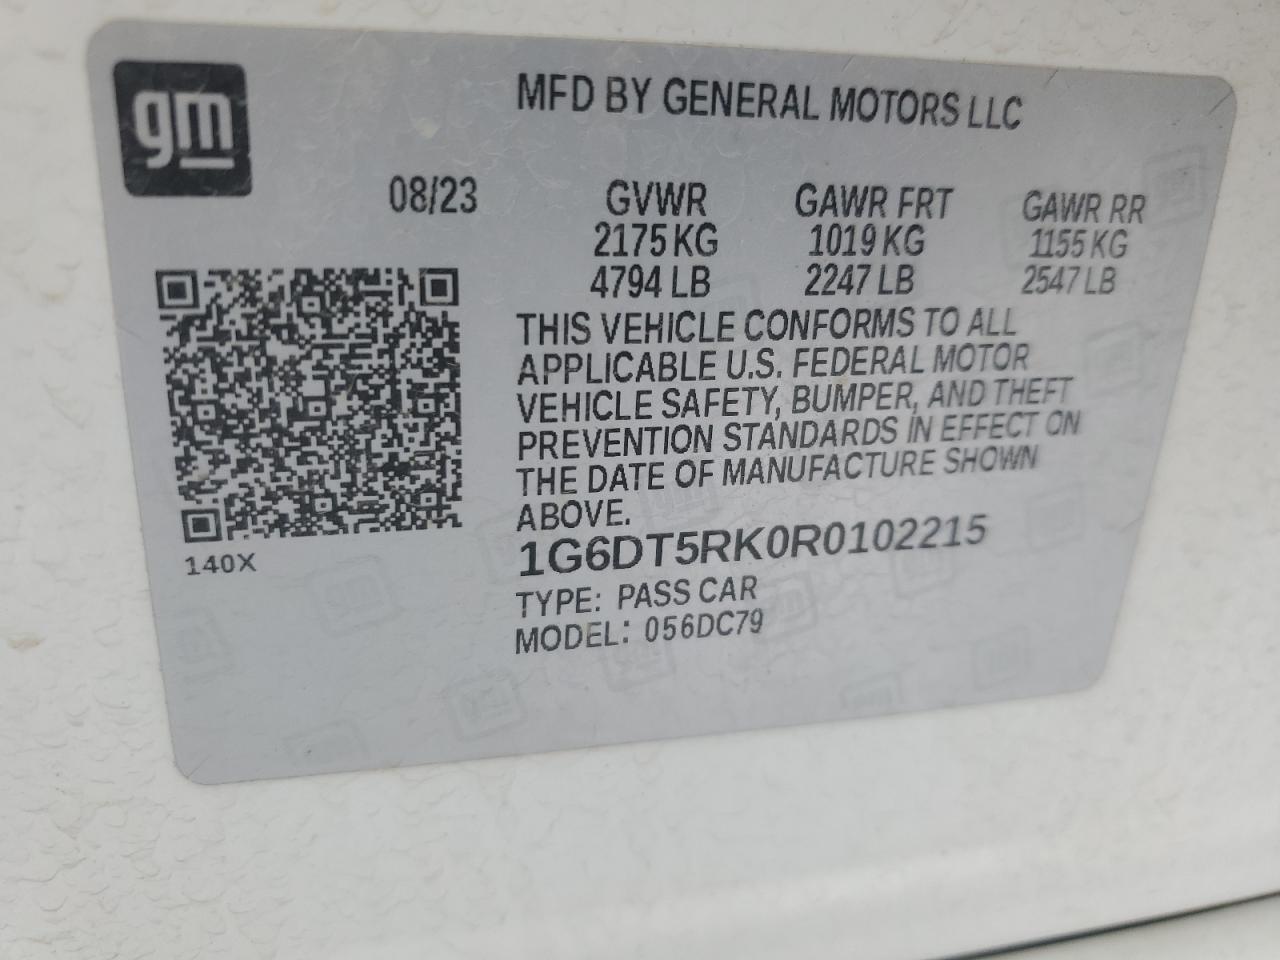 gm
MFD BY GENERAL MOTORS LLC
08/23 GVWR GAWR FRT GAWR RR
2175 KG 1019 KG 1155 KG
4794 LB 2247 LB 2547 LB
THIS VEHICLE CONFORMS TO ALL
APPLICABLE U.S. FEDERAL MOTOR
VEHICLE SAFETY, BUMPER, AND THEFT
PREVENTION STANDARDS IN EFFECT ON
THE DATE OF MANUFACTURE SHOWN
ABOVE.
1G6DT5RK0R0102215
140X
TYPE: PASS CAR
MODEL: 056DC79